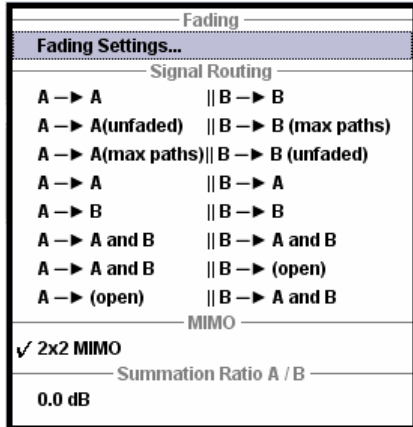 Fading
Fading Settings...
Signal Routing
A —► A || B —► B
A —► A(unfaded) || B —► B (max paths)
A —► A(max paths)|| B —► B (unfaded)
A —► A || B —► A
A —► B || B —► B
A —► A and B || B —► A and B
A —► A and B || B —► (open)
A —► (open) || B —► A and B
MIMO
✓ 2x2 MIMO
Summation Ratio A / B
0.0 dB